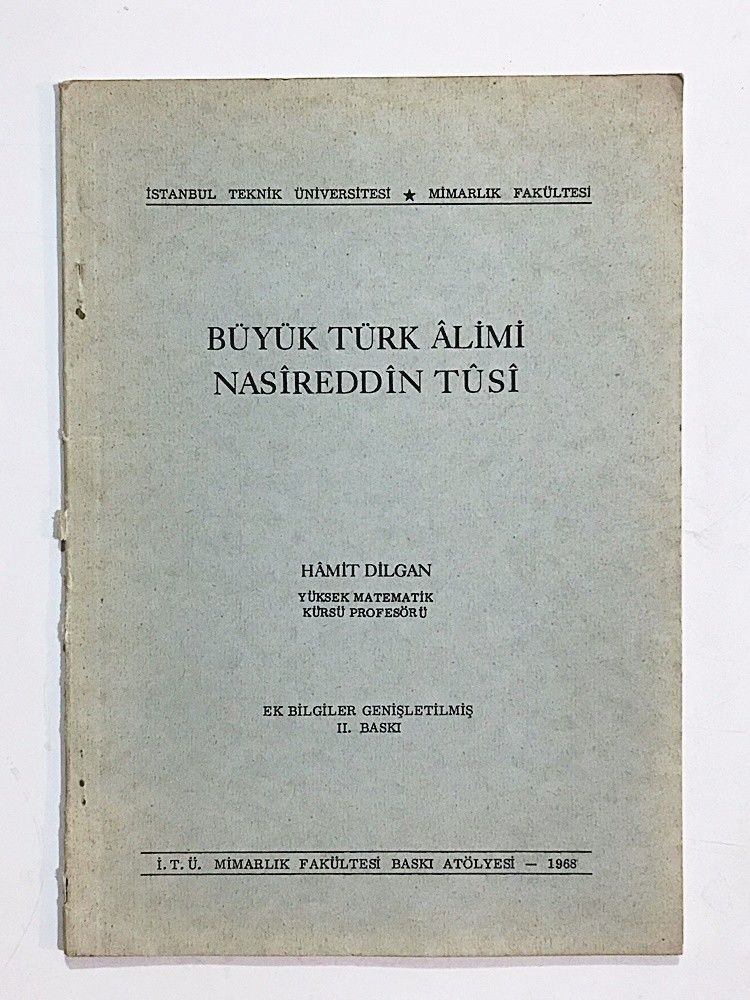 İSTANBUL TEKNİK ÜNİVERSİTESİ ★ MİMARLIK FAKÜLTESİ
BÜYÜK TÜRK ÂLİMİ
NASÎREDDÎN TÛSÎ
HÂMİT DİLGAN
YÜKSEK MATEMATİK
KÜRSÜ PROFESÖRÜ
EK BİLGİLER GENİŞLETİLMİŞ
II. BASKI
İ.T.Ü. MİMARLIK FAKÜLTESİ BASKI ATÖLYESİ — 1968